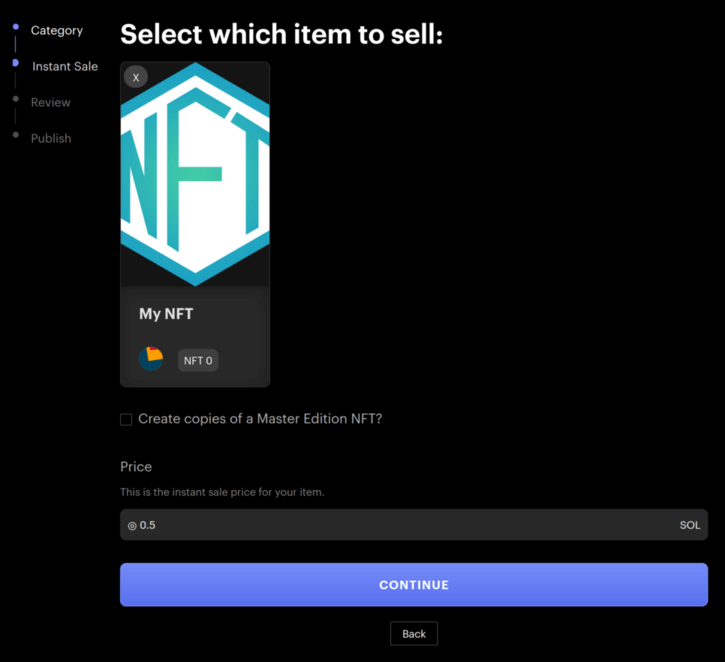 Category
Instant Sale
Review
Publish
Select which item to sell:
X
NFT
My NFT
NFT 0
Create copies of a Master Edition NFT?
Price
This is the instant sale price for your item.
◎ 0.5 SOL
CONTINUE
Back